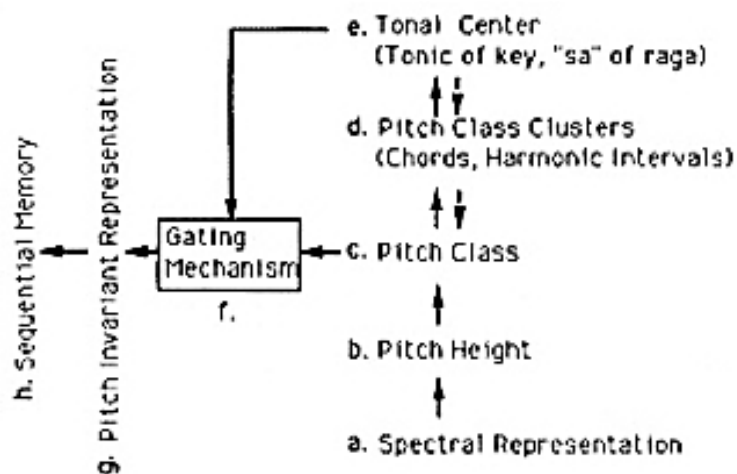 e. Tonal Center
(Tonic of key, "sa" of raga)
d. Pitch Class Clusters
(Chords, Harmonic Intervals)
c. Pitch Class
Gating
Mechanism
f.
b. Pitch Height
a. Spectral Representation
g. Pitch Invariant Representation
h. Sequential Memory